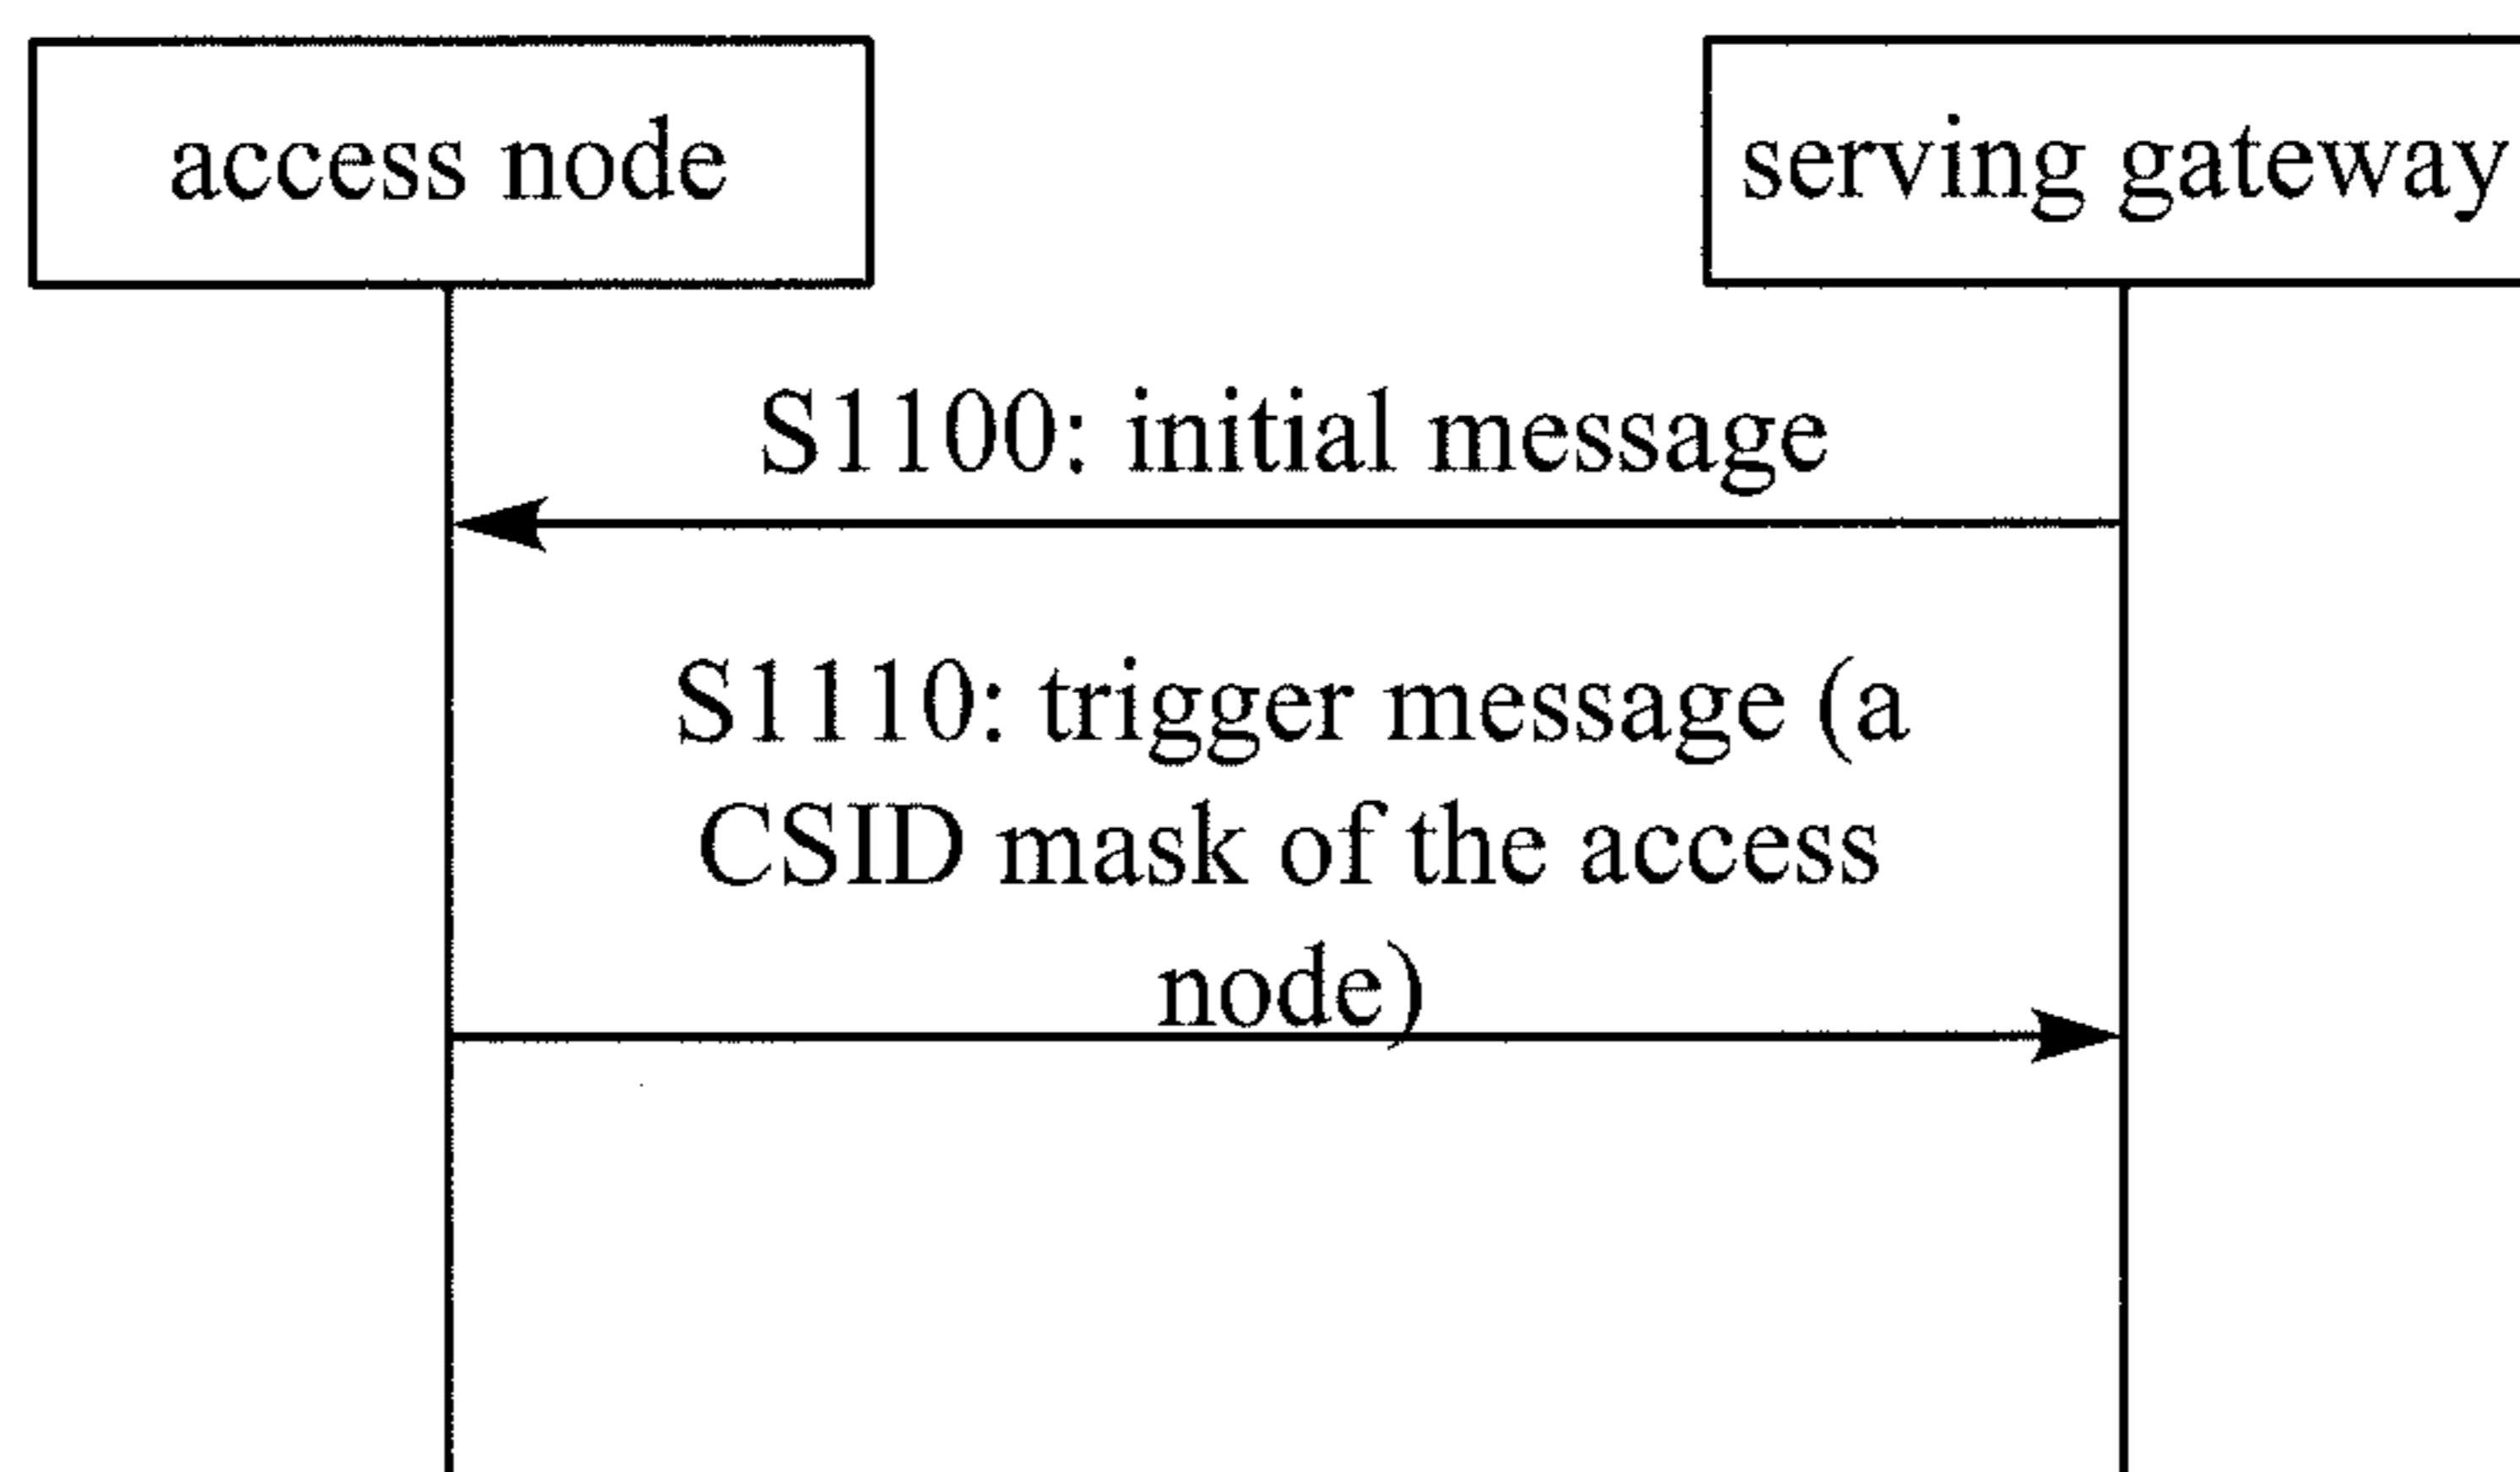 access node
serving gateway
S1100: initial message
S1110: trigger message (a
CSID mask of the access
node)